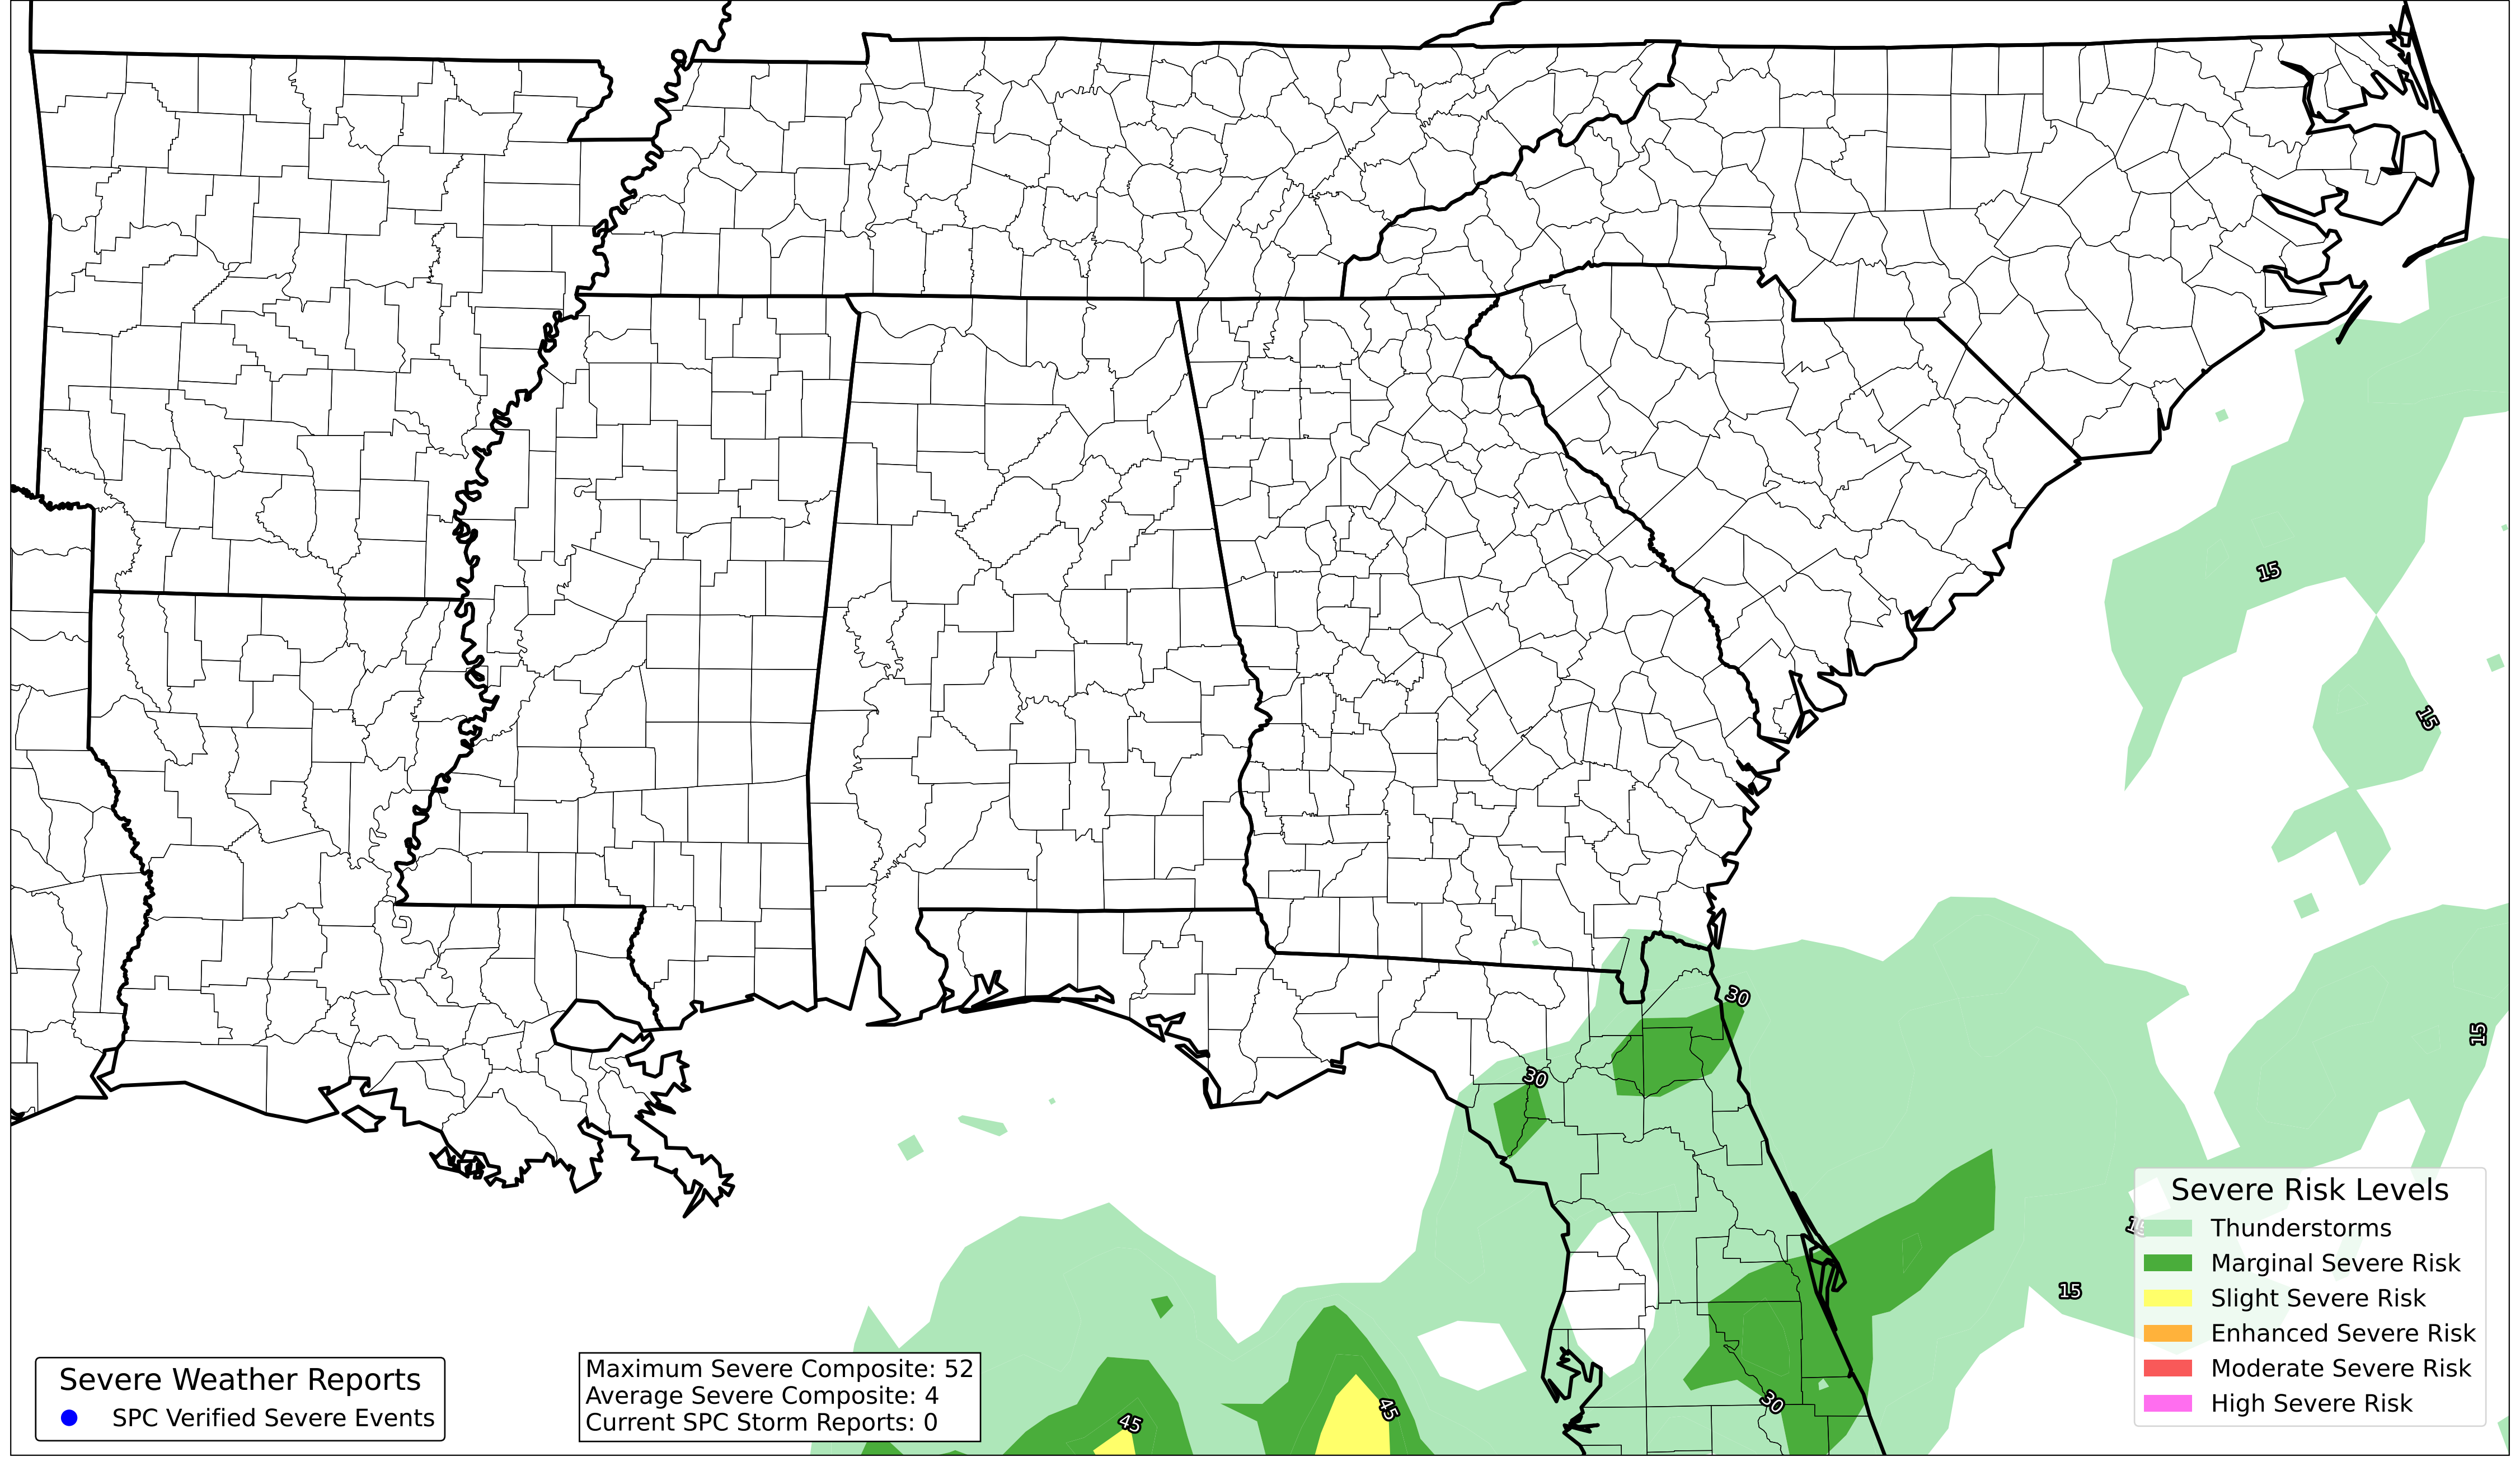 15
15
30
15
30
15
30
45
45
Severe Risk Levels
Thunderstorms
Marginal Severe Risk
Slight Severe Risk
Enhanced Severe Risk
Moderate Severe Risk
High Severe Risk
Severe Weather Reports
SPC Verified Severe Events
Maximum Severe Composite: 52
Average Severe Composite: 4
Current SPC Storm Reports: 0